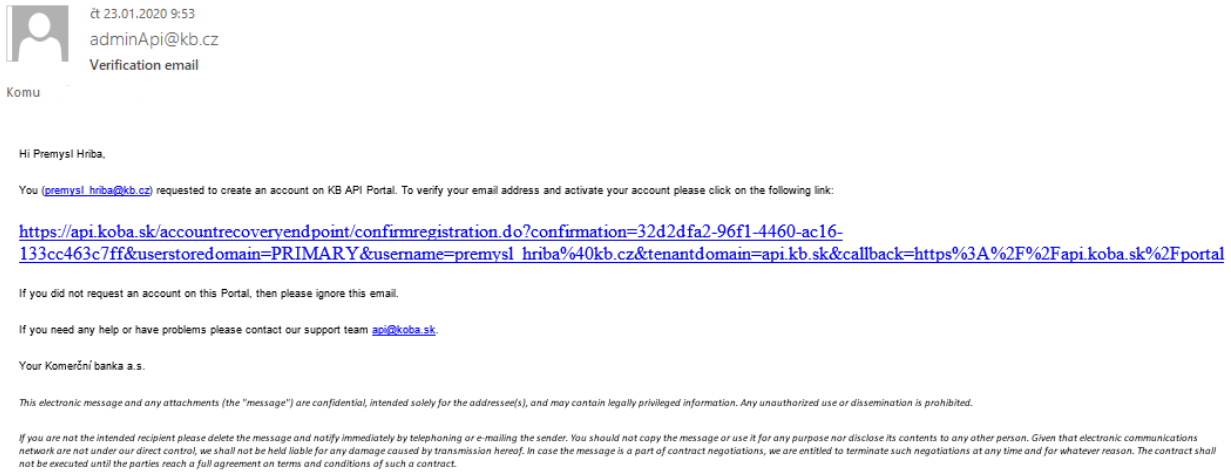 čt 23.01.2020 9:53
adminApi@kb.cz
Verification email
Komu
Hi Premysl Hriba,
You (premysl_hriba@kb.cz) requested to create an account on KB API Portal. To verify your email address and activate your account please click on the following link:
https://api.koba.sk/accountrecoveryendpoint/confirmregistration.do?confirmation=32d2dfa2-96f1-4460-ac16-
133cc463c7ff&userstoredomain=PRIMARY&username=premysl_hriba%40kb.cz&tenantdomain=api.kb.sk&callback=https%3A%2F%2Fapi.koba.sk%2Fportal
If you did not request an account on this Portal, then please ignore this email.
If you need any help or have problems please contact our support team api@koba.sk.
Your Komerční banka a.s.
This electronic message and any attachments (the "message") are confidential, intended solely for the addressee(s), and may contain legally privileged information. Any unauthorized use or dissemination is prohibited.
If you are not the intended recipient please delete the message and notify immediately by telephoning or e-mailing the sender. You should not copy the message or use it for any purpose nor disclose its contents to any other person. Given that electronic communications
network are not under our direct control, we shall not be held liable for any damage caused by transmission hereof. In case the message is a part of contract negotiations, we are entitled to terminate such negotiations at any time and for whatever reason. The contract shall
not be executed until the parties reach a full agreement on terms and conditions of such a contract.